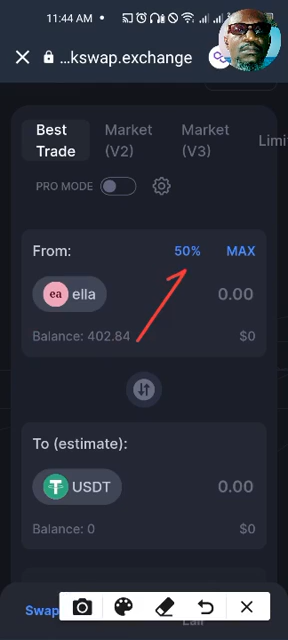 11:44 AM
...kswap.exchange
Best Trade
Market (V2)
Market (V3)
Limi
PRO MODE
From:
50%
MAX
ea
ella
0.00
Balance: 402.84
$0
To (estimate):
USDT
0.00
Balance: 0
$0
Swap